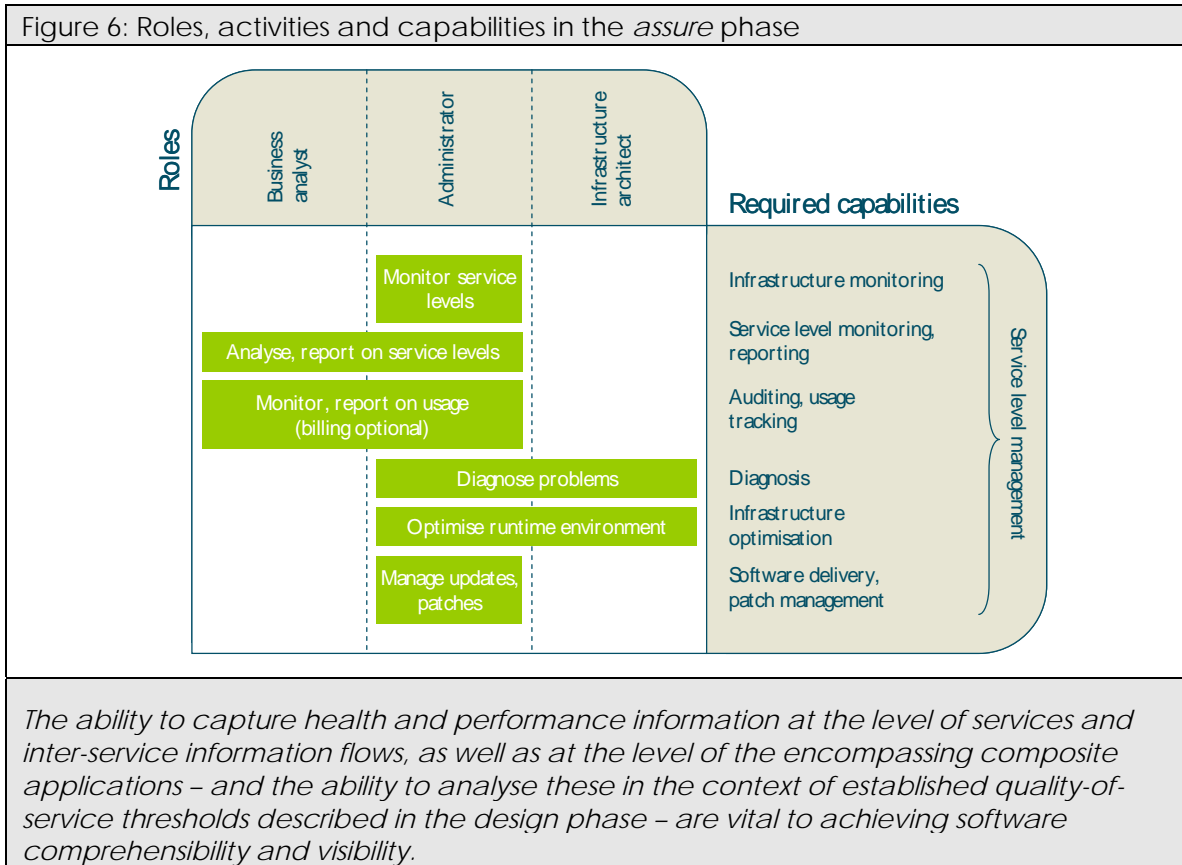 Figure 6: Roles, activities and capabilities in the assure phase
Roles
Business
analyst
Administrator
Infrastructure
architect
Required capabilities
Monitor service
levels
Infrastructure monitoring
Analyse, report on service levels
Service level monitoring,
reporting
Monitor, report on usage
(billing optional)
Auditing, usage
tracking
Diagnose problems
Diagnosis
Optimise runtime environment
Infrastructure
optimisation
Manage updates,
patches
Software delivery,
patch management
Service level management
The ability to capture health and performance information at the level of services and
inter-service information flows, as well as at the level of the encompassing composite
applications – and the ability to analyse these in the context of established quality-of-
service thresholds described in the design phase – are vital to achieving software
comprehensibility and visibility.